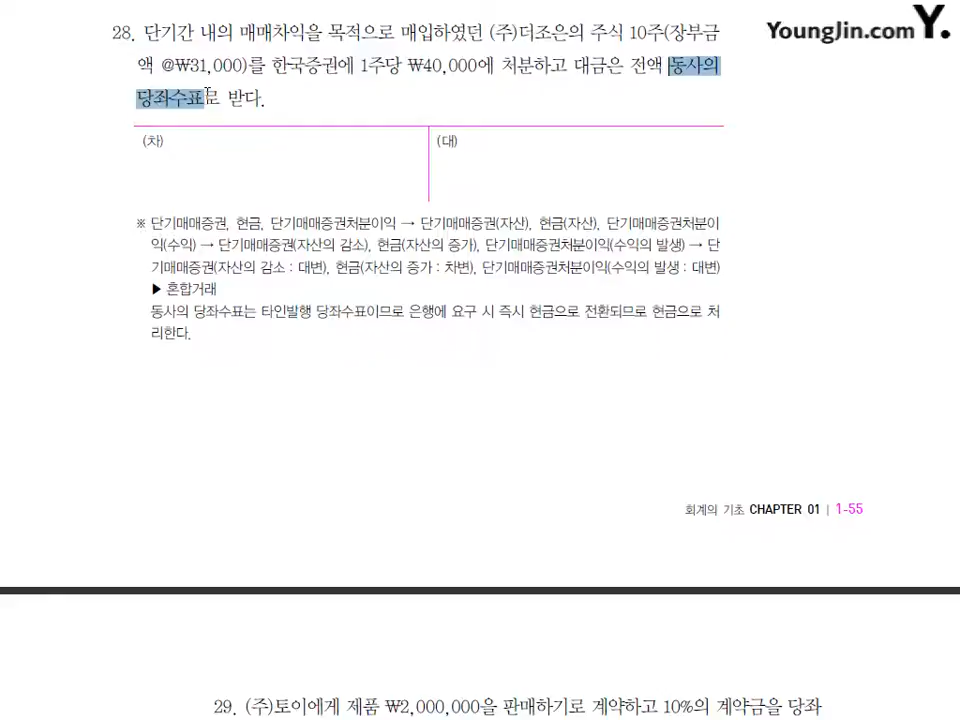 YoungJin.com Y.
28. 단기간 내의 매매차익을 목적으로 매입하였던 (주)더조은의 주식 10주(장부금
액 @₩31,000)를 한국증권에 1주당 ₩40,000에 처분하고 대금은 전액 동사의
당좌수표로 받다.
(차) (대)
※ 단기매매증권, 현금, 단기매매증권처분이익 → 단기매매증권(자산), 현금(자산), 단기매매증권처분이
익(수익) → 단기매매증권(자산의 감소), 현금(자산의 증가), 단기매매증권처분이익(수익의 발생) → 단
기매매증권(자산의 감소 : 대변), 현금(자산의 증가 : 차변), 단기매매증권처분이익(수익의 발생 : 대변)
▶ 혼합거래
동사의 당좌수표는 타인발행 당좌수표이므로 은행에 요구 시 즉시 현금으로 전환되므로 현금으로 처
리한다.
회계의 기초 CHAPTER 01 | 1-55
29. (주)토이에게 제품 ₩2,000,000을 판매하기로 계약하고 10%의 계약금을 당좌